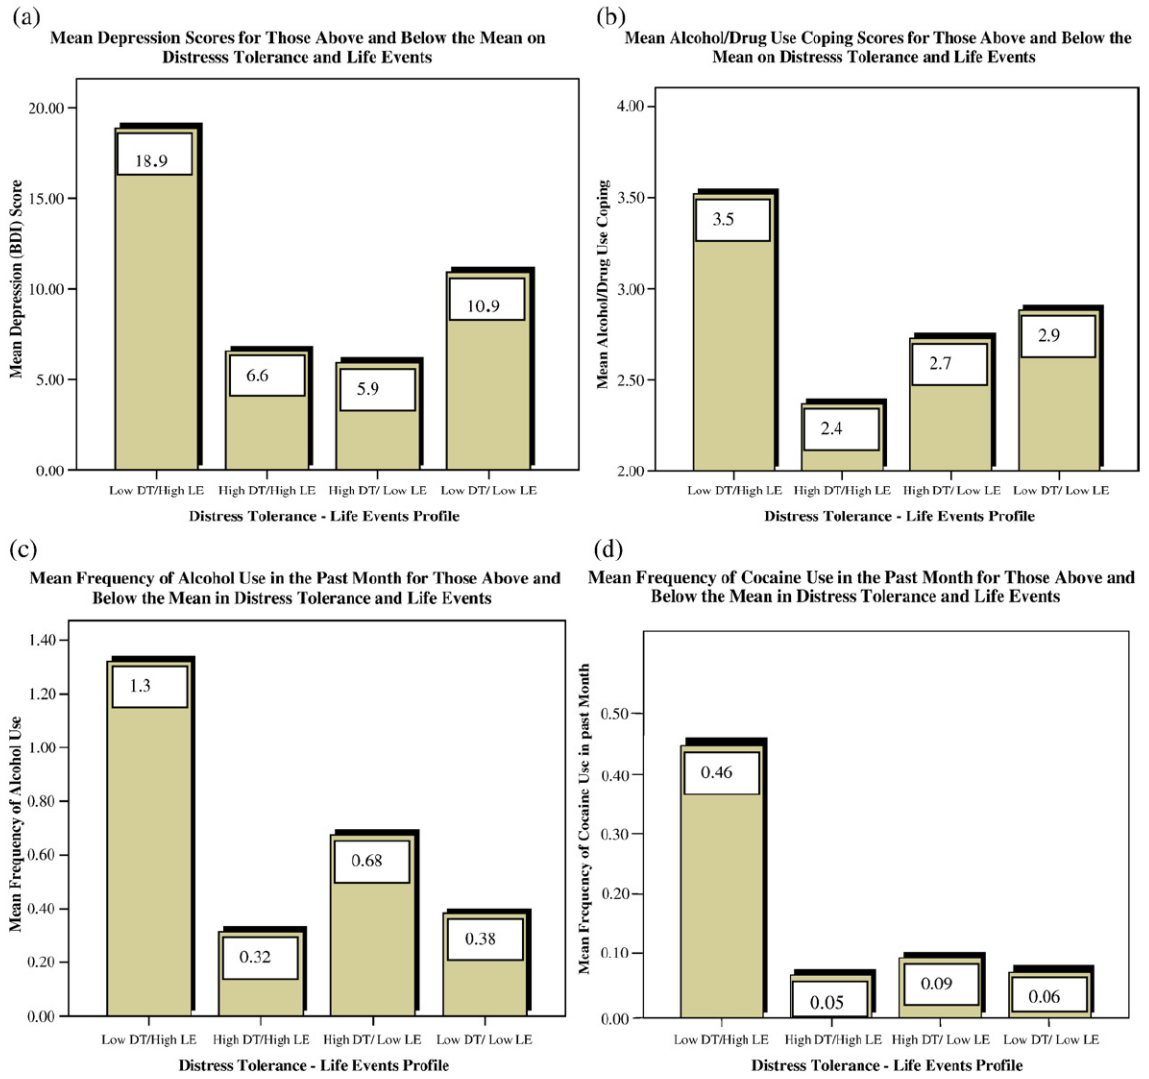 (a)
Mean Depression Scores for Those Above and Below the Mean on
Distresss Tolerance and Life Events
Mean Depression (BDI) Score
20.00
15.00
10.00
5.00
0.00
18.9
6.6
5.9
10.9
Low DT/High LE
High DT/High LE
High DT/ Low LE
Low DT/ Low LE
Distress Tolerance - Life Events Profile
(b)
Mean Alcohol/Drug Use Coping Scores for Those Above and Below the
Mean on Distresss Tolerance and Life Events
Mean Alcohol/Drug Use Coping
4.00
3.50
3.00
2.50
2.00
3.5
2.4
2.7
2.9
Low DT/High LE
High DT/High LE
High DT/ Low LE
Low DT/ Low LE
Distress Tolerance - Life Events Profile
(c)
Mean Frequency of Alcohol Use in the Past Month for Those Above and
Below the Mean in Distress Tolerance and Life Events
Mean Frequency of Alcohol Use
1.40
1.20
1.00
0.80
0.60
0.40
0.20
0.00
1.3
0.32
0.68
0.38
Low DT/High LE
High DT/High LE
High DT/ Low LE
Low DT/ Low LE
Distress Tolerance - Life Events Profile
(d)
Mean Frequency of Cocaine Use in the Past Month for Those Above and
Below the Mean in Distress Tolerance and Life Events
Mean Frequency of Cocaine Use in past Month
0.50
0.40
0.30
0.20
0.10
0.00
0.46
0.05
0.09
0.06
Low DT/High LE
High DT/High LE
High DT/ Low LE
Low DT/ Low LE
Distress Tolerance - Life Events Profile